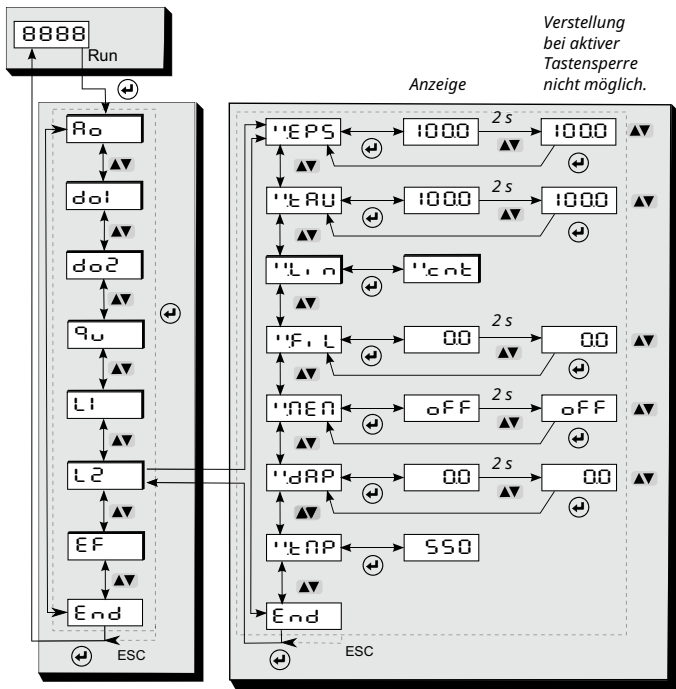 8888
Run
Verstellung
bei aktiver
Tastensperre
nicht möglich.
Anzeige
Ao
do1
do2
qu
L1
L2
EF
End
ESC
".EPS 100.0 2 s 100.0
".tAU 100.0 2 s 100.0
".Lin ".cnt
".FiL 0.0 2 s 0.0
".MEM oFF 2 s oFF
".dAP 0.0 2 s 0.0
".tMP 550
End
ESC